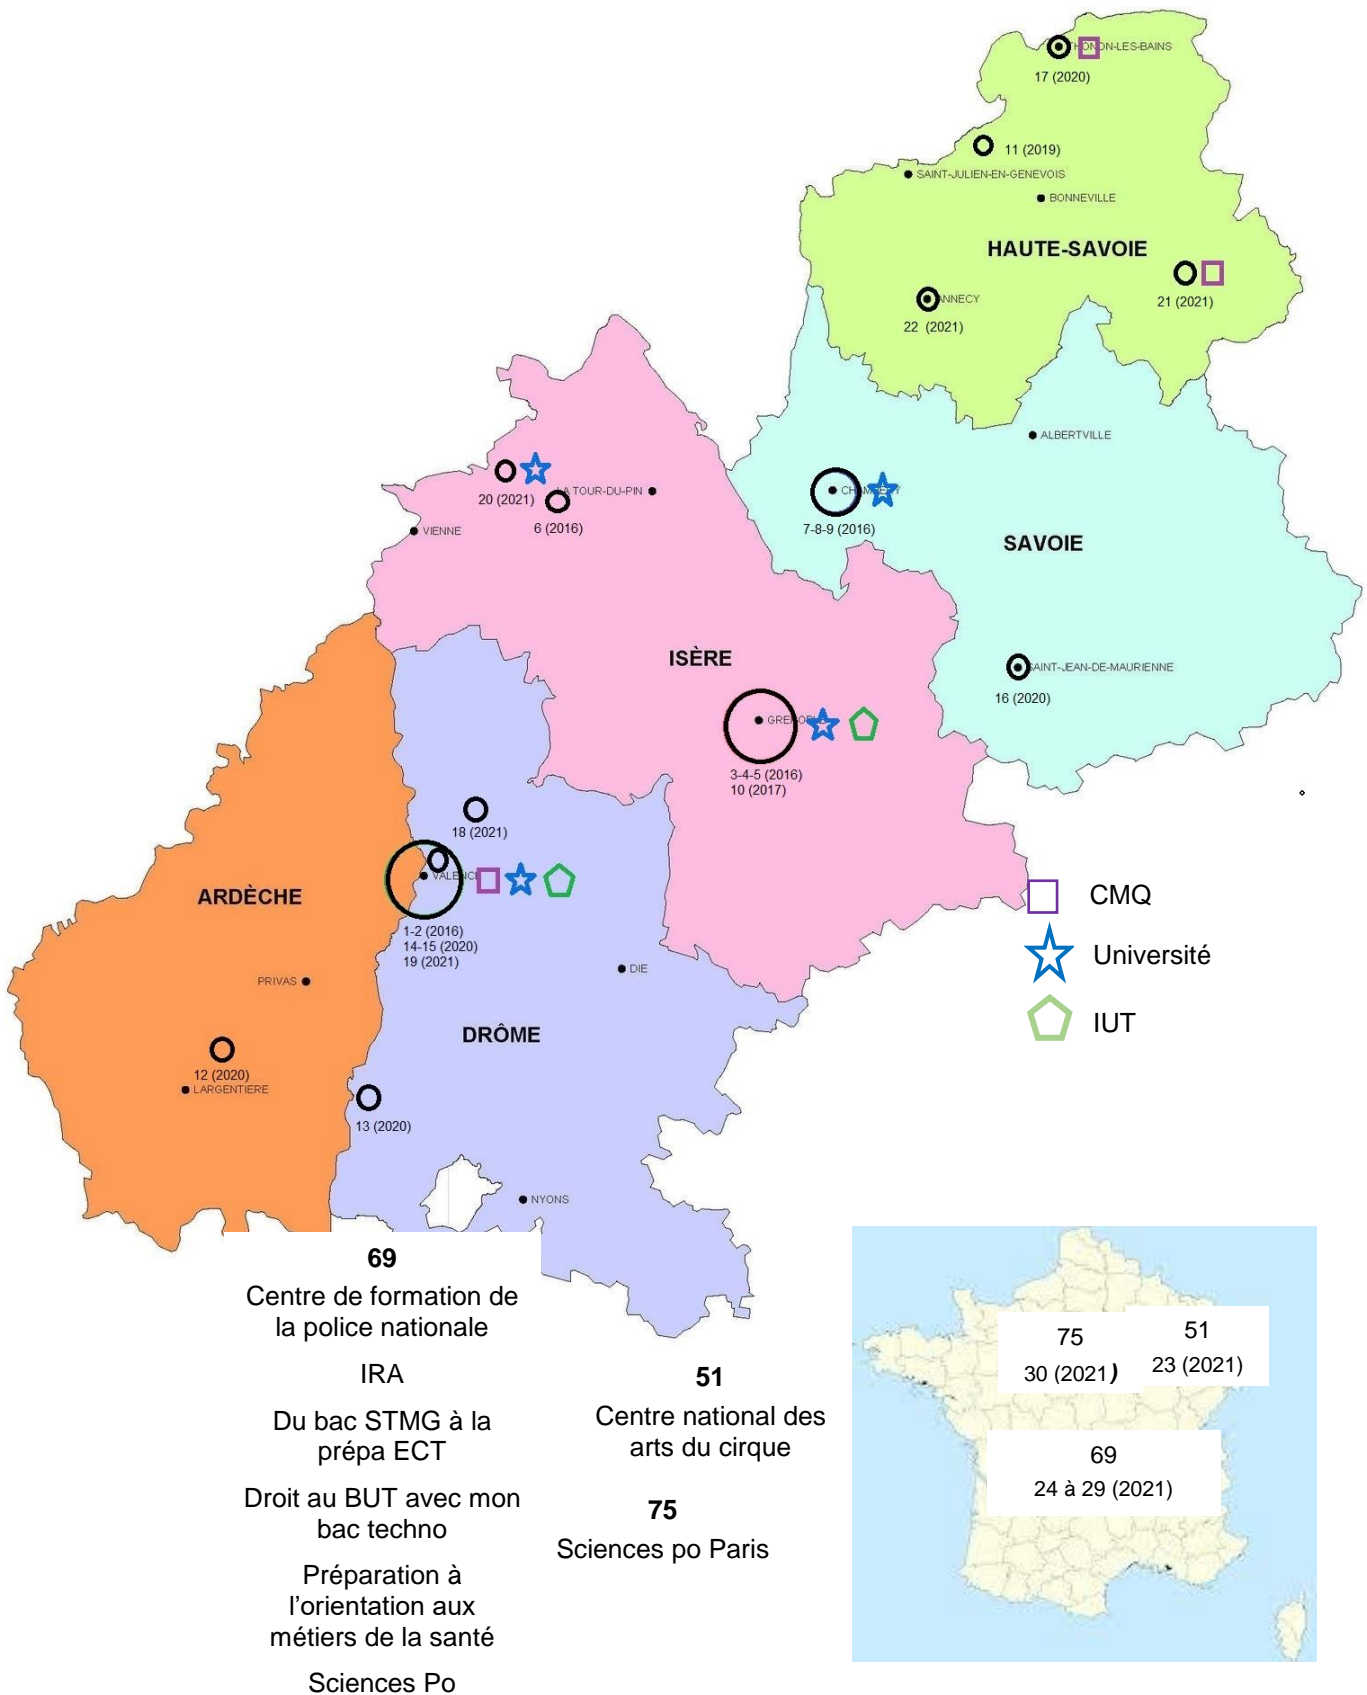 THONON-LES-BAINS
17 (2020)
11 (2019)
SAINT-JULIEN-EN-GENEVOIS
BONNEVILLE
HAUTE-SAVOIE
21 (2021)
ANNECY
22 (2021)
ALBERTVILLE
20 (2021)
LA TOUR-DU-PIN
6 (2016)
VIENNE
CHAMBERY
7-8-9 (2016)
SAVOIE
ISÈRE
SAINT-JEAN-DE-MAURIENNE
16 (2020)
GRENOBLE
3-4-5 (2016)
10 (2017)
18 (2021)
VALENCE
ARDÈCHE
1-2 (2016)
14-15 (2020)
19 (2021)
DIE
PRIVAS
DRÔME
12 (2020)
LARGENTIERE
13 (2020)
NYONS
CMQ
Université
IUT
69
Centre de formation de
la police nationale
IRA
Du bac STMG à la
prépa ECT
Droit au BUT avec mon
bac techno
Préparation à
l'orientation aux
métiers de la santé
Sciences Po
51
Centre national des
arts du cirque
75
Sciences po Paris
75
30 (2021)
51
23 (2021)
69
24 à 29 (2021)